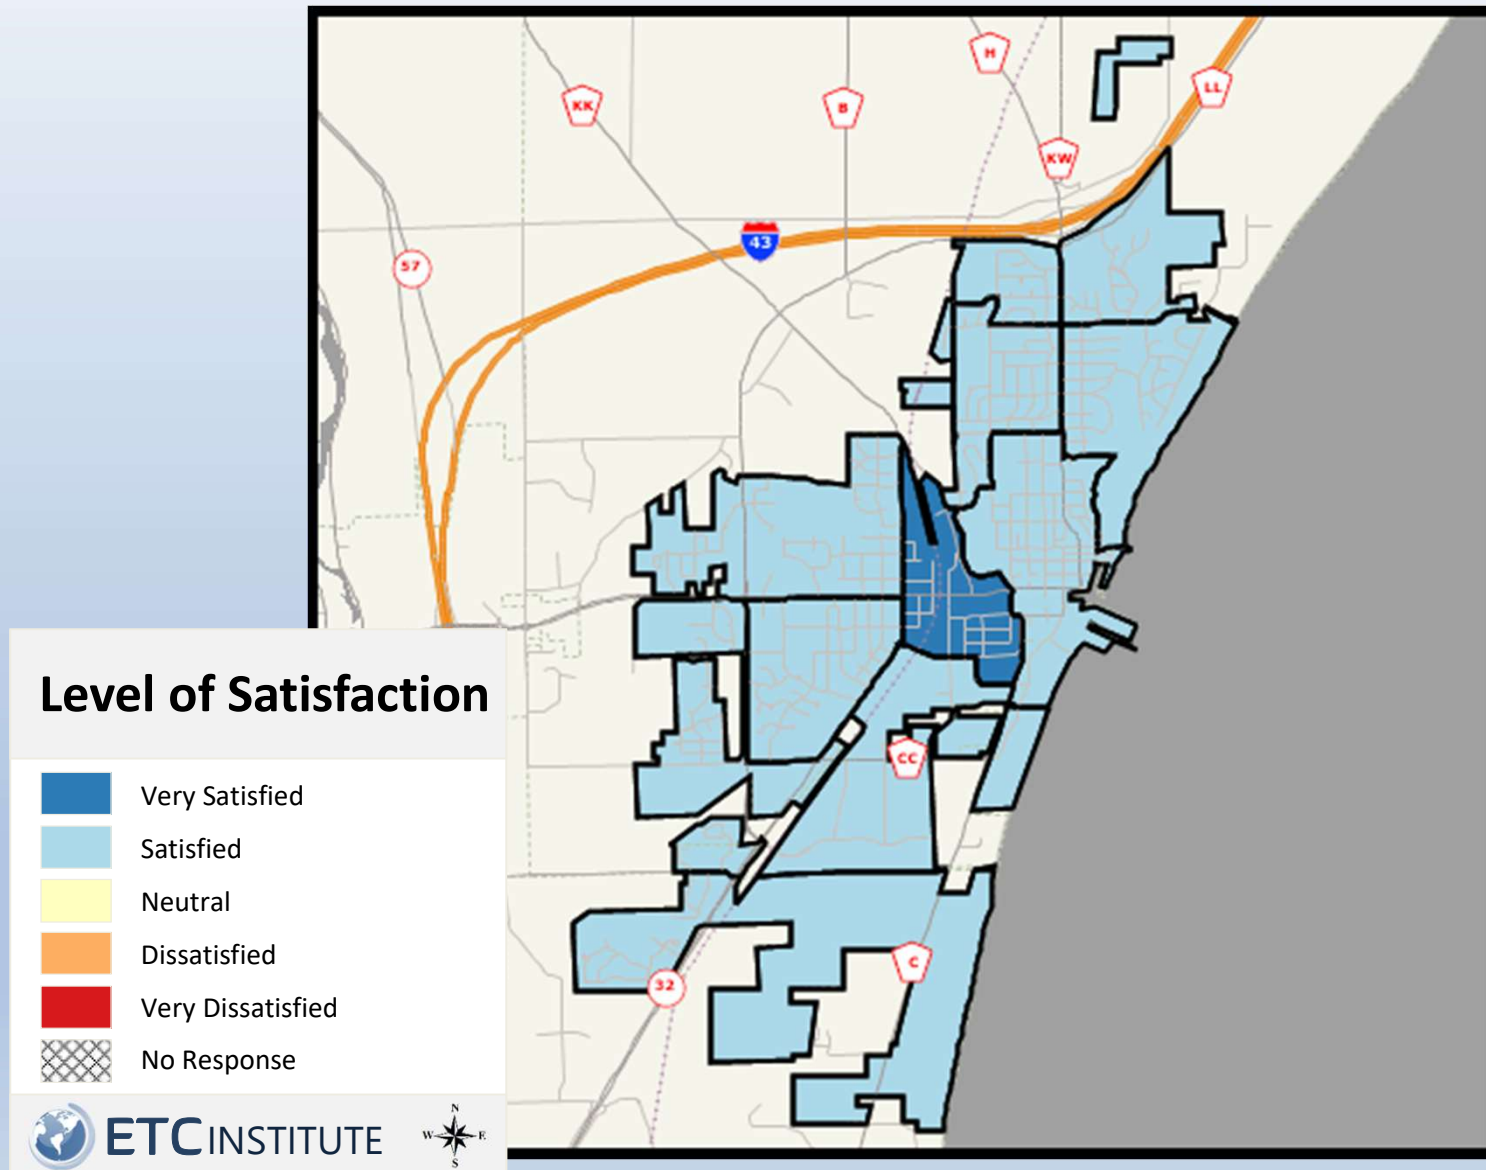 H
KK
B
LL
KW
43
57
CC
C
32
Level of Satisfaction
Very Satisfied
Satisfied
Neutral
Dissatisfied
Very Dissatisfied
No Response
ETC INSTITUTE
N
W E
S